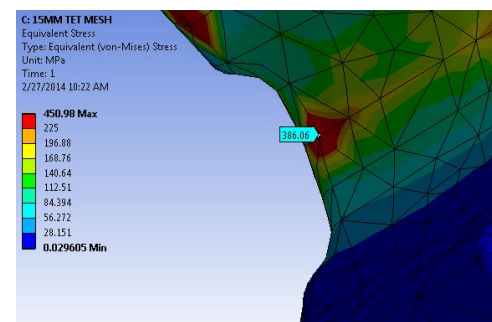 C: 15MM TET MESH
Equivalent Stress
Type: Equivalent (von-Mises) Stress
Unit: MPa
Time: 1
2/27/2014 10:22 AM
450.98 Max
225
196.88
168.76
140.64
112.51
84.394
56.272
28.151
0.029605 Min
386.06